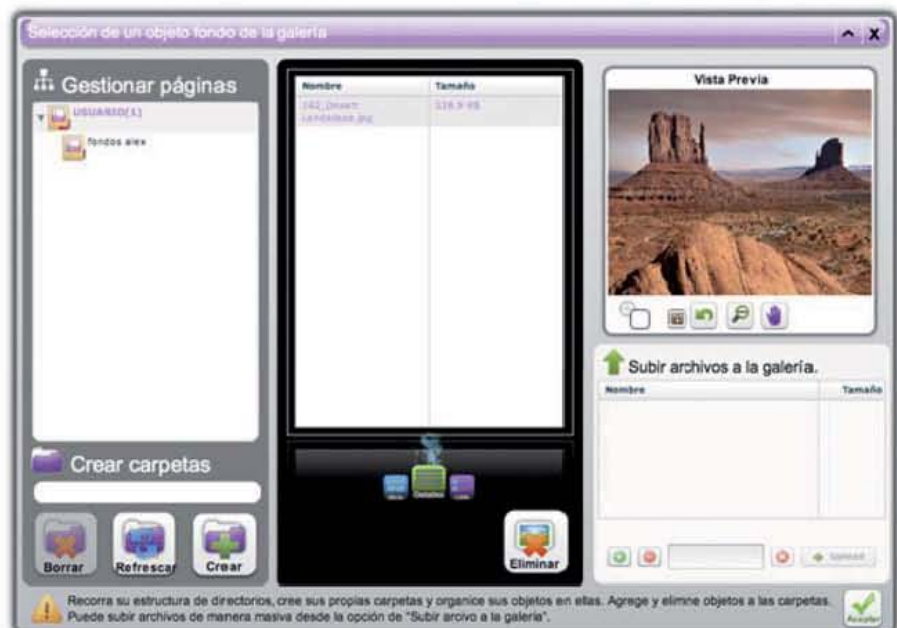 Selección de un objeto fondo de la galería
Gestionar páginas
USUARIO(1)
fondos alex
Crear carpetas
Borrar
Refrescar
Crear
Nombre
Tamaño
Eliminar
Vista Previa
Subir archivos a la galería.
Nombre
Tamaño
Upload
Recorra su estructura de directorios, cree sus propias carpetas y organice sus objetos en ellas. Agrege y elimne objetos a las carpetas.
Puede subir archivos de manera masiva desde la opción de "Subir arcivo a la galería".
Aceptar